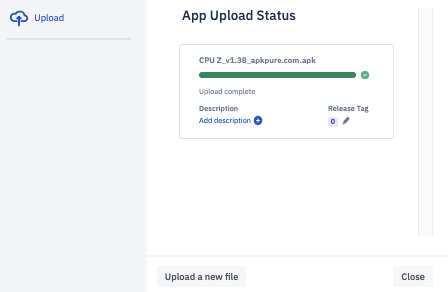 Upload
App Upload Status
CPU Z_v1.38_apkpure.com.apk
Upload complete
Description
Release Tag
Add description
0
Upload a new file
Close